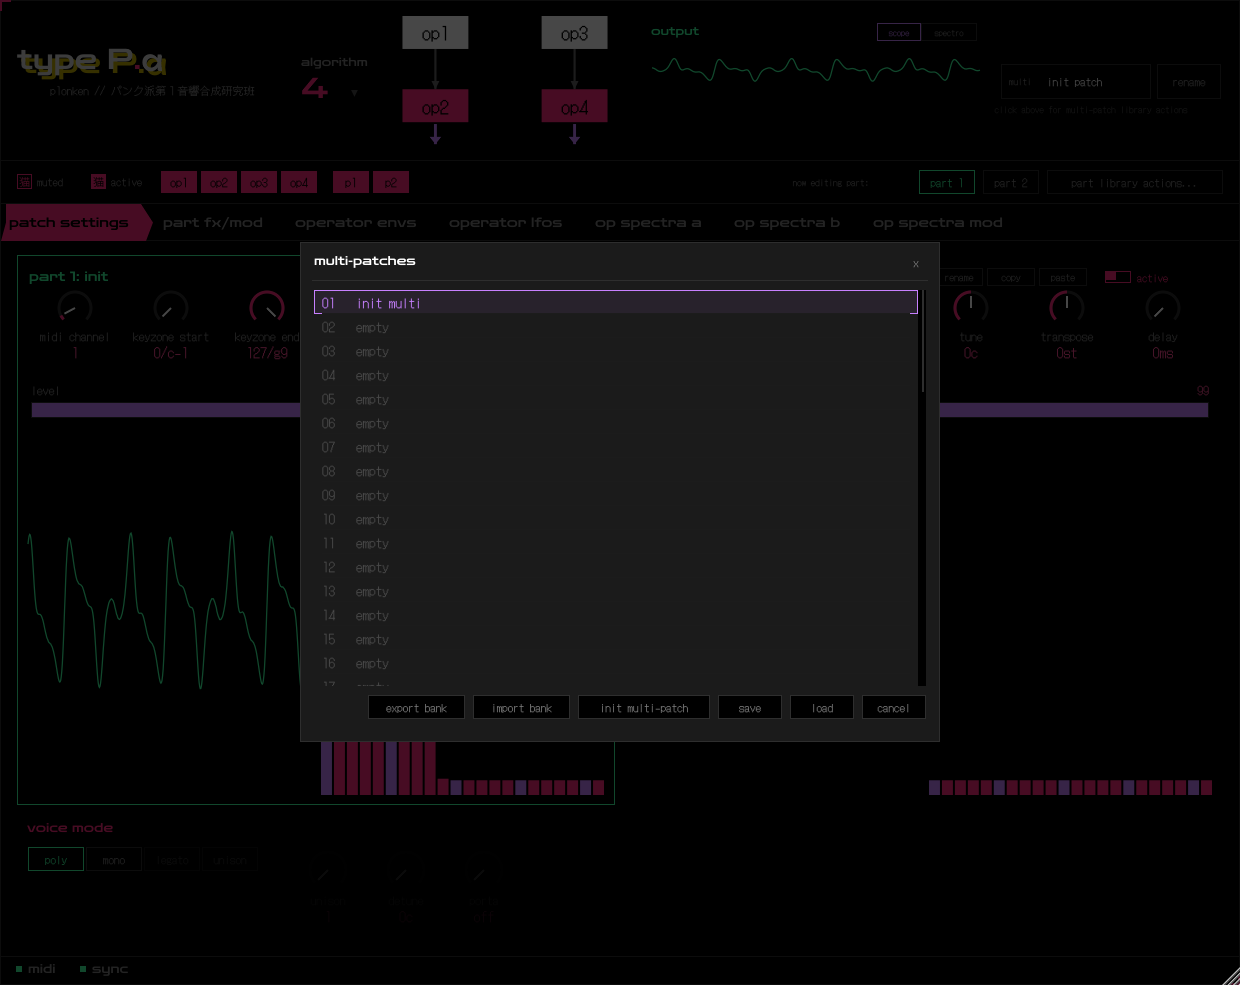 type P.a
plonken // パンク派第1音響合成研究班
algorithm
4
op1
op3
op2
op4
output
scope
spectra
multi
init patch
rename
click above for multi-patch library actions
muted
active
op1
op2
op3
op4
p1
p2
now editing part:
part 1
part 2
part library actions...
patch settings
part fx/mod
operator envs
operator lfos
op spectra a
op spectra b
op spectra mod
multi-patches
x
part 1: init
rename
copy
paste
active
midi channel
1
keyzone start
0/c-1
keyzone end
127/g9
tune
0c
transpose
0st
delay
0ms
level
99
01 init multi
02 empty
03 empty
04 empty
05 empty
06 empty
07 empty
08 empty
09 empty
10 empty
11 empty
12 empty
13 empty
14 empty
15 empty
16 empty
17 empty
export bank
import bank
init multi-patch
save
load
cancel
voice mode
poly
mono
legato
unison
midi
sync